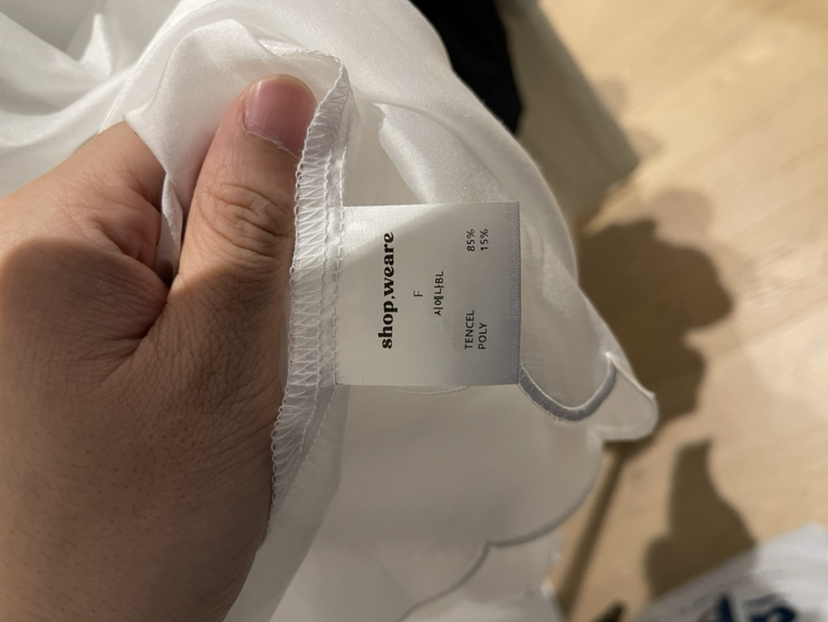 shop,weare
F
시에나BL
TENCEL 85%
POLY 15%